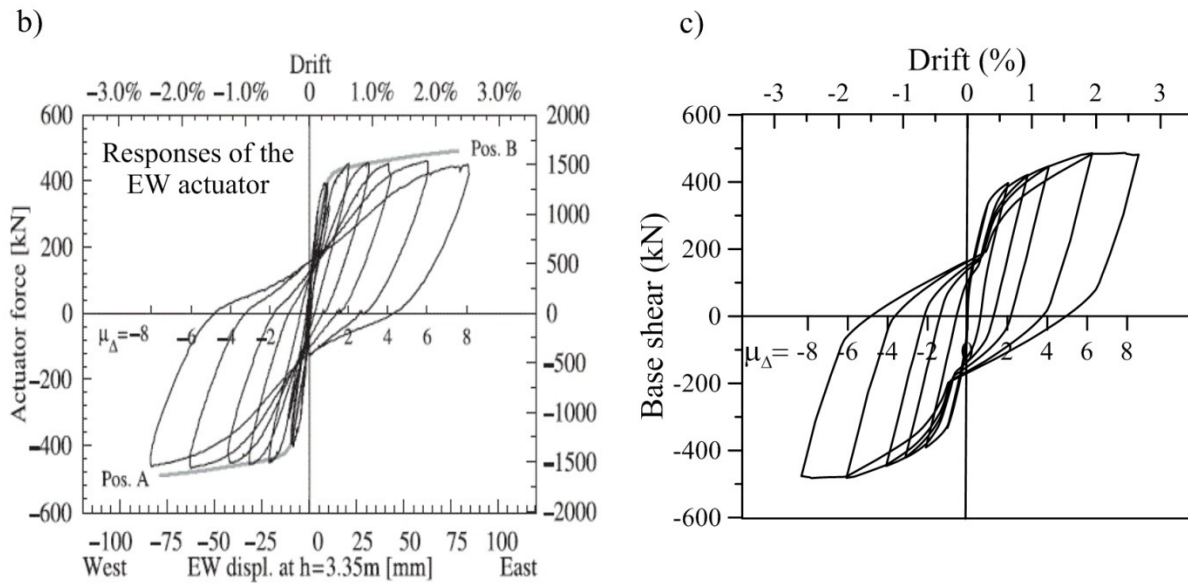 b)
Drift
−3.0% −2.0% −1.0% 0 1.0% 2.0% 3.0%
600 2000
Responses of the
EW actuator
Pos. B
400 1500
1000
200 500
0 0
μΔ=−8 −6 −4 −2 2 4 6 8
−500
−200
−1000
−400 −1500
Pos. A
−600 −2000
Actuator force [kN]
−100 −75 −50 −25 0 25 50 75 100
West EW displ. at h=3.35m [mm] East
c)
Drift (%)
-3 -2 -1 0 1 2 3
600
400
200
0
μΔ= -8 -6 -4 -2 0 2 4 6 8
-200
-400
-600
Base shear (kN)